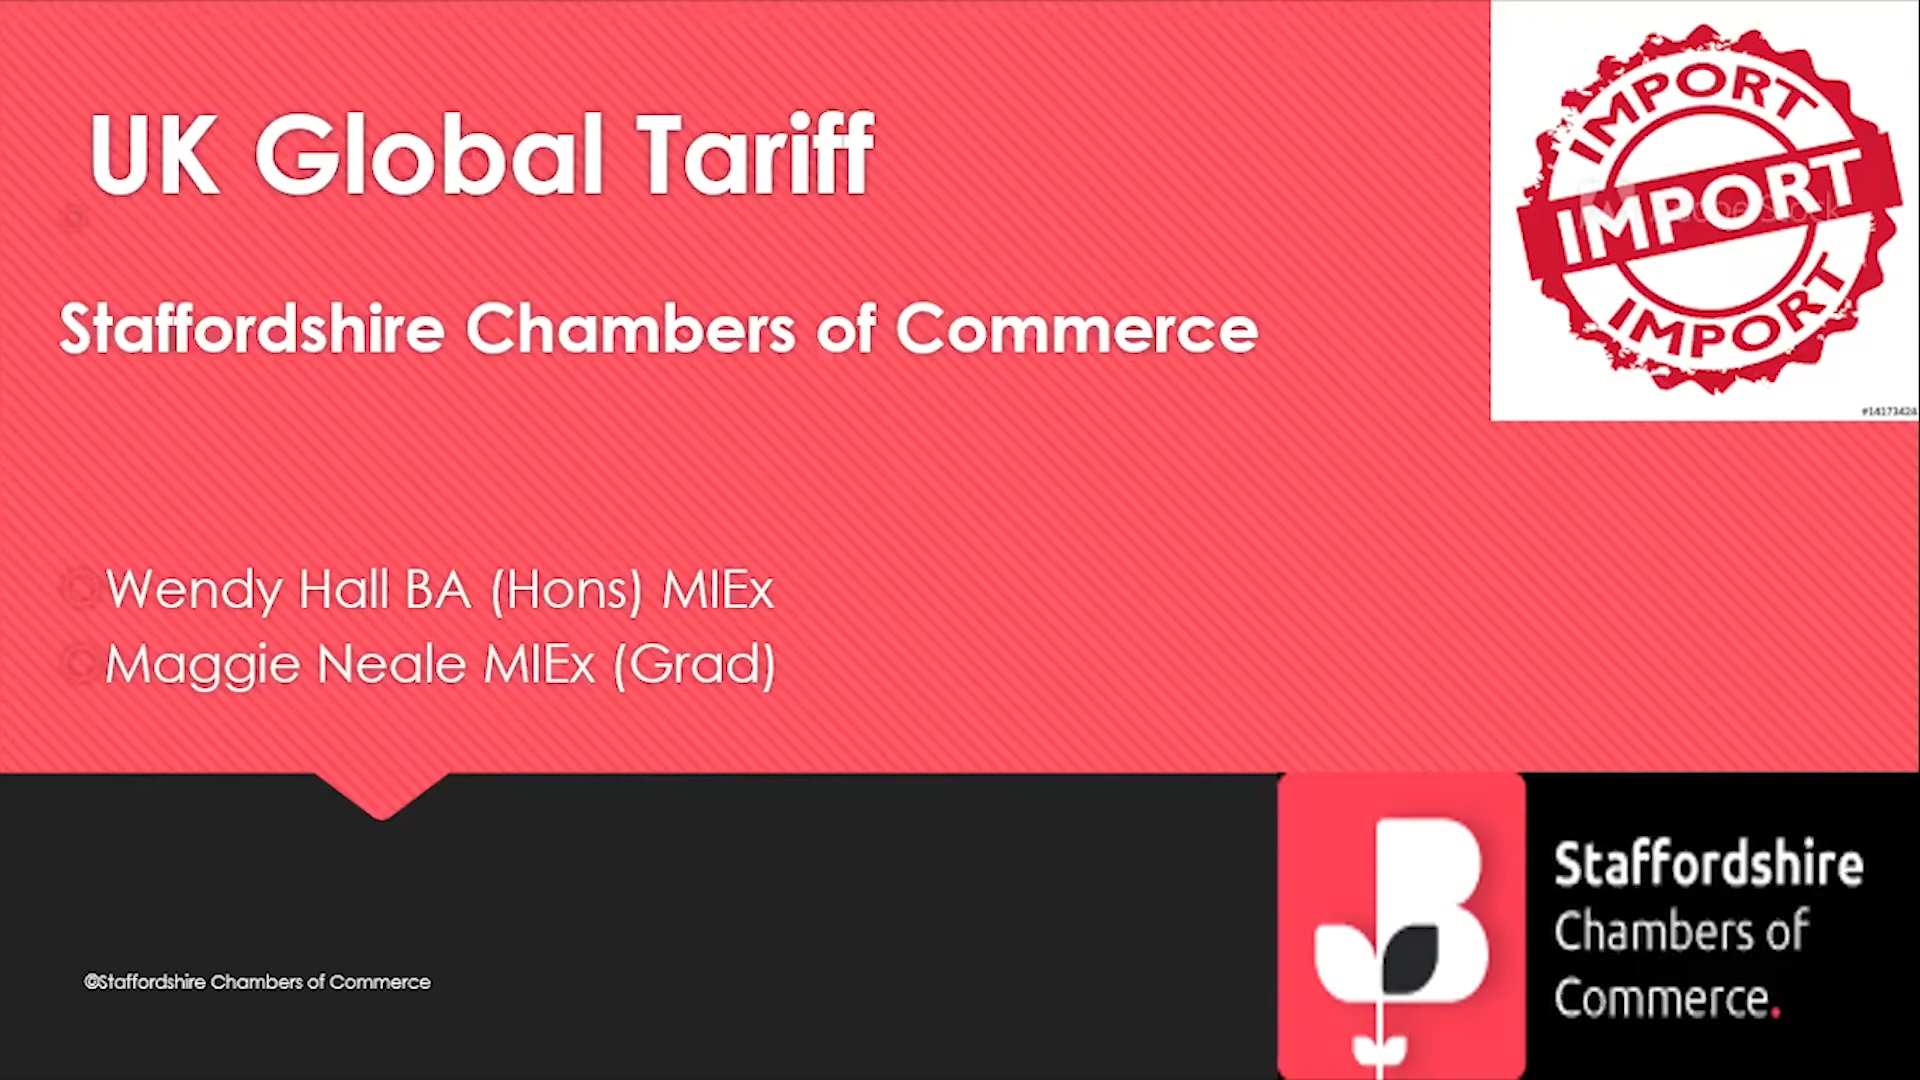 UK Global Tariff
Staffordshire Chambers of Commerce
Wendy Hall BA (Hons) MIEx
Maggie Neale MIEx (Grad)
IMPORT
IMPORT
IMPORT
©Staffordshire Chambers of Commerce
B
Staffordshire
Chambers of
Commerce.